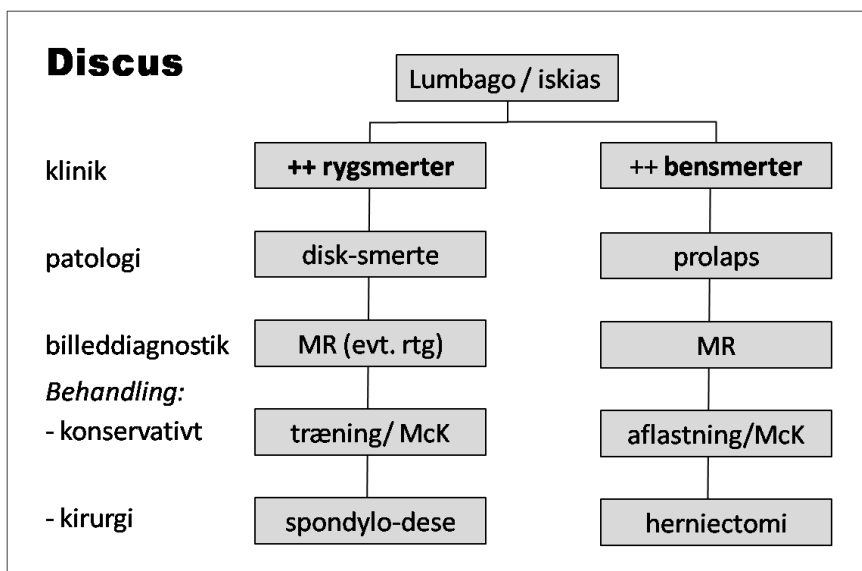 Discus
Lumbago / iskias
klinik
++ rygsmerter
++ bensmerter
patologi
disk-smerte
prolaps
billeddiagnostik
MR (evt. rtg)
MR
Behandling:
- konservativt
træning/ McK
aflastning/McK
- kirurgi
spondylo-dese
herniectomi